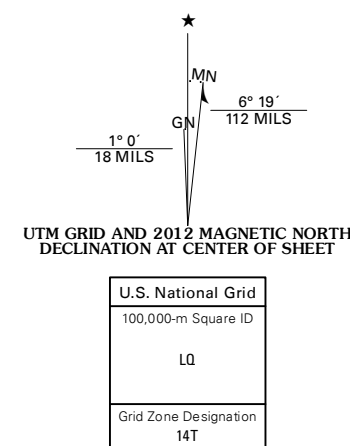 ★
MN
GN
6° 19´
112 MILS
1° 0´
18 MILS
UTM GRID AND 2012 MAGNETIC NORTH
DECLINATION AT CENTER OF SHEET
U.S. National Grid
100,000-m Square ID
LQ
Grid Zone Designation
14T